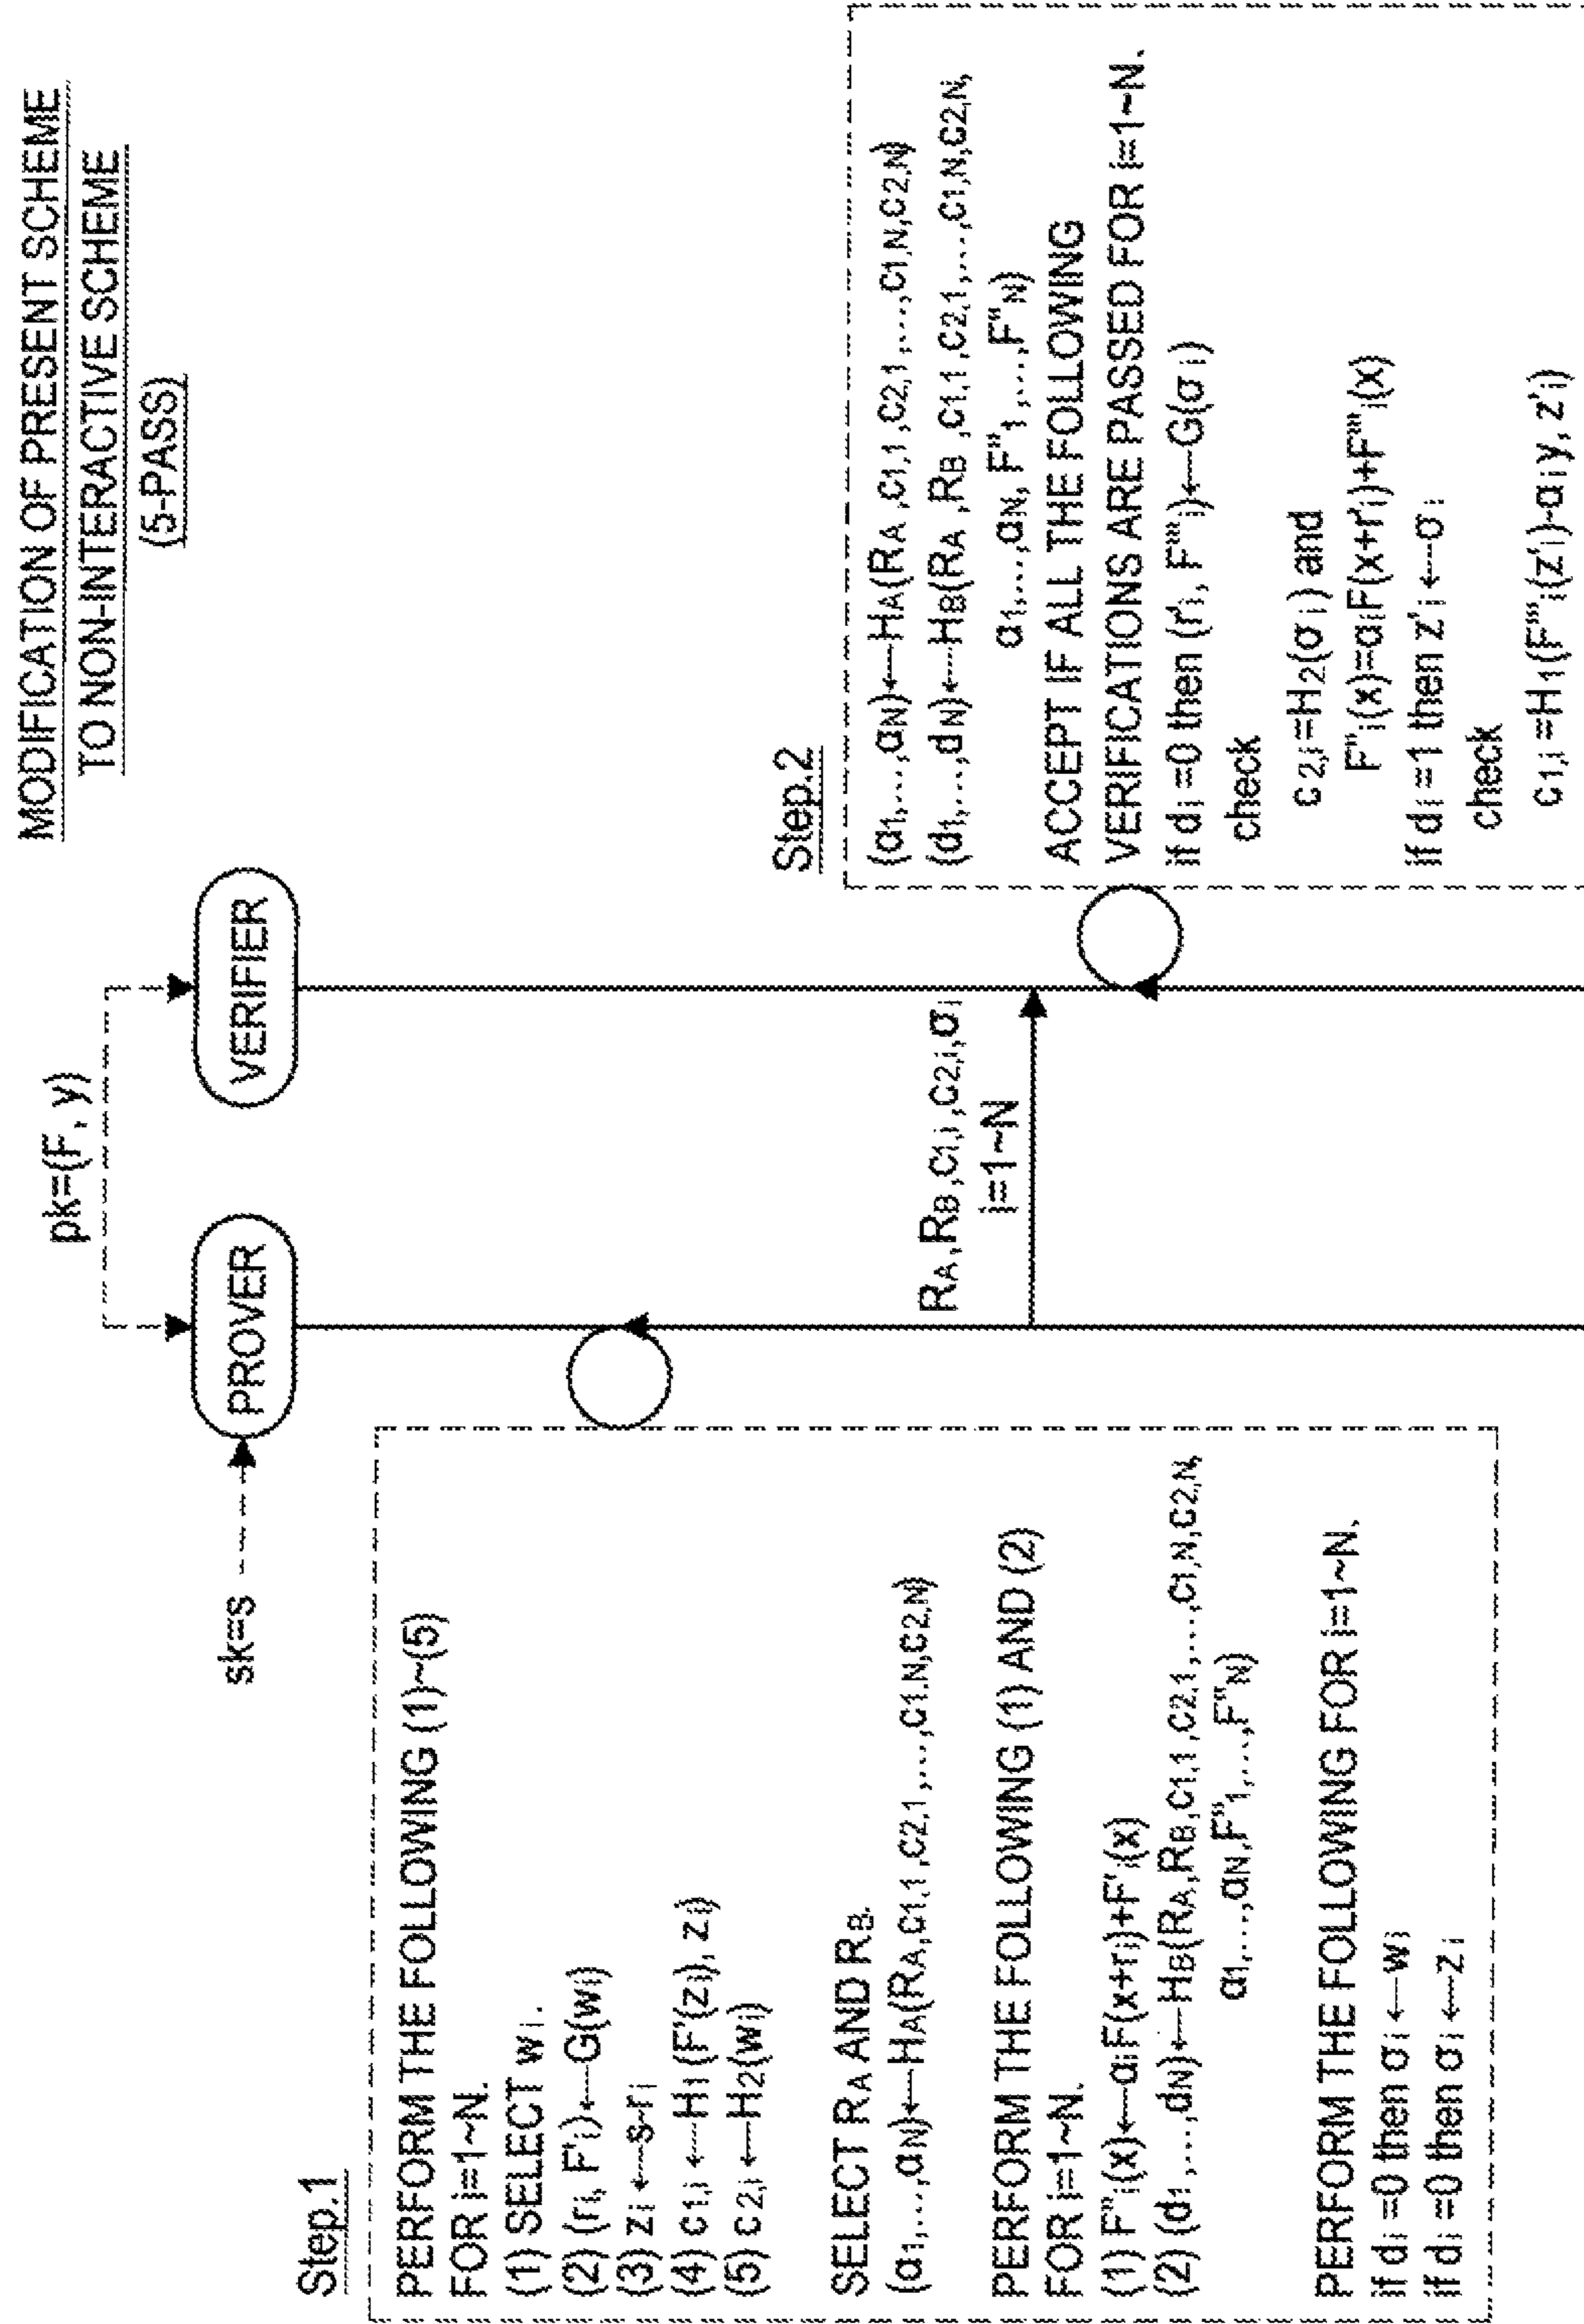 MODIFICATION OF PRESENT SCHEME
TO NON-INTERACTIVE SCHEME
(5-PASS)
pk=(F, y)
sk=s
PROVER
VERIFIER
Step.1
PERFORM THE FOLLOWING (1)~(5)
FOR i=1~N.
(1) SELECT wi.
(2) (ri, F'i)←G(wi)
(3) zi←s-ri
(4) c1,i←H1(F'(zi), zi)
(5) c2,i←H2(wi)
SELECT RA AND RB.
(α1,...,αN)←HA(RA,c1,1,c2,1,...,c1,N,c2,N)
PERFORM THE FOLLOWING (1) AND (2)
FOR i=1~N.
(1) F''i(x)←αiF(x+ri)+F'i(x)
(2) (d1,...,dN)←HB(RA,RB,c1,1,c2,1,...,c1,N,c2,N,
α1,...,αN,F''1,...,F''N)
PERFORM THE FOLLOWING FOR i=1~N.
if di=0 then σi←wi
if di=0 then σi←zi
RA,RB,c1,i,c2,i,σi
i=1~N
Step.2
(α1,...,αN)←HA(RA,c1,1,c2,1,...,c1,N,c2,N)
(d1,...,dN)←HB(RA,RB,c1,1,c2,1,...,c1,N,c2,N,
α1,...,αN,F''1,...,F''N)
ACCEPT IF ALL THE FOLLOWING
VERIFICATIONS ARE PASSED FOR i=1~N.
if di=0 then (r'i, F'''i)←G(σi)
check
c2,i=H2(σi) and
F''i(x)=αiF(x+r'i)+F'''i(x)
if di=1 then z'i←σi
check
c1,i=H1(F'''i(z'i)-αiy, z'i)